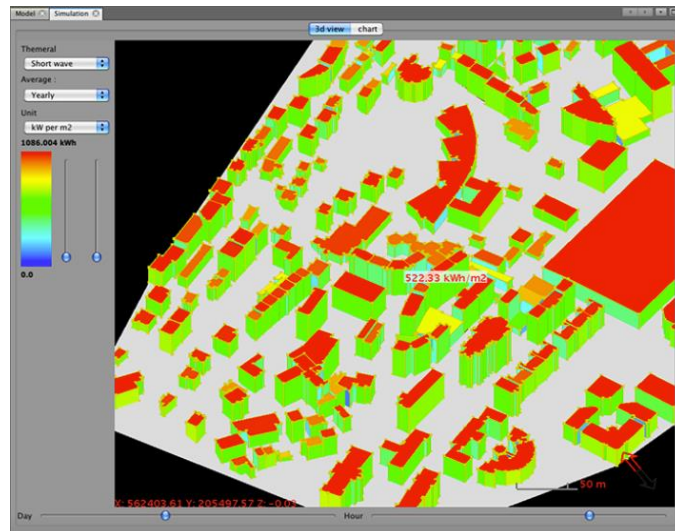 Model
Simulation
3d view
chart
Themeral
Short wave
Average :
Yearly
Unit
kW per m2
1086.004 kWh
0.0
522.33 kWh/m2
50 m
X: 562403.61 Y: 205497.57 Z: -0.03
Day
Hour